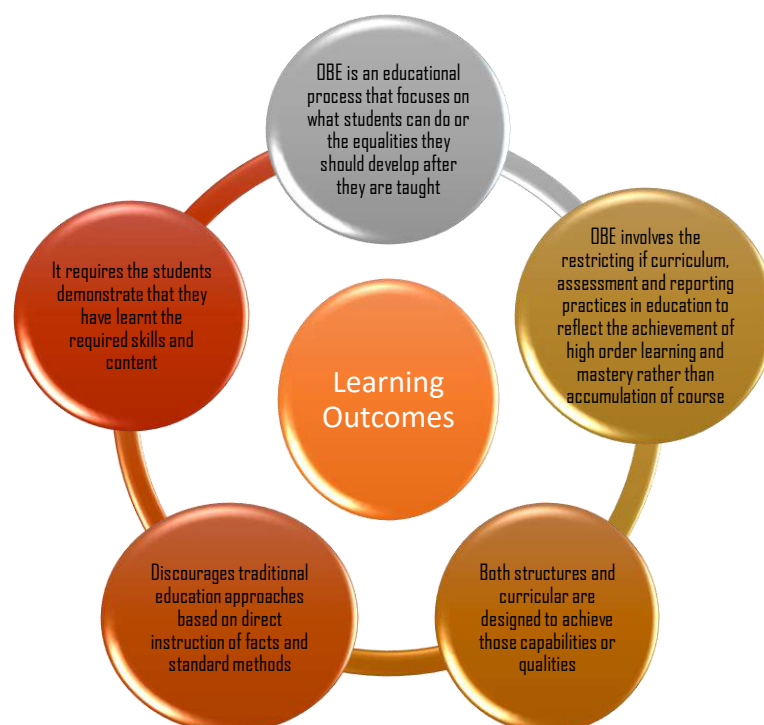 OBE is an educational
process that focuses on
what students can do or
the equalities they
should develop after
they are taught
OBE involves the
restricting if curriculum,
assessment and reporting
practices in education to
reflect the achievement of
high order learning and
mastery rather than
accumulation of course
Both structures and
curricular are
designed to achieve
those capabilities or
qualities
Discourages traditional
education approaches
based on direct
instruction of facts and
standard methods
It requires the students
demonstrate that they
have learnt the
required skills and
content
Learning
Outcomes